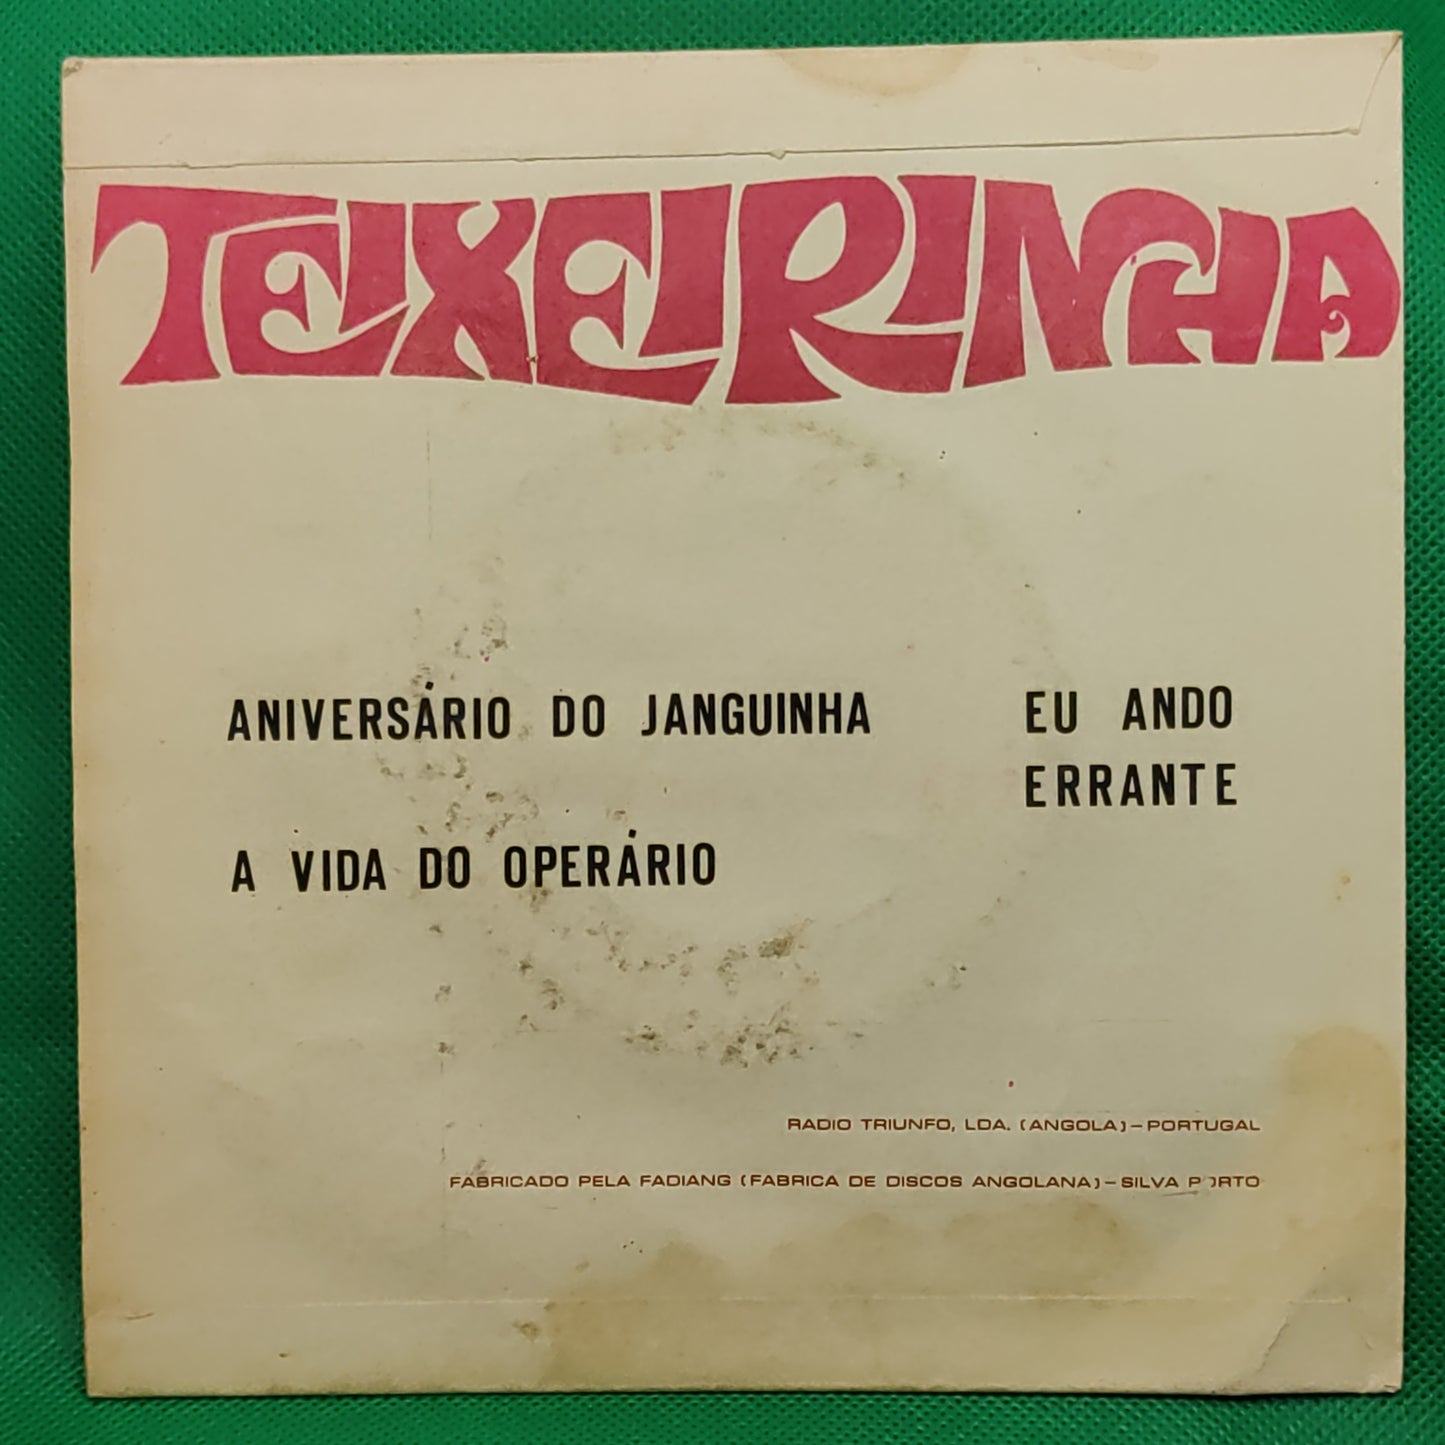 TEIXEIRINHA
ANIVERSÁRIO DO JANGUINHA
A VIDA DO OPERÁRIO
EU ANDO
ERRANTE
RADIO TRIUNFO, LDA. (ANGOLA) – PORTUGAL
FABRICADO PELA FADIANG (FABRICA DE DISCOS ANGOLANA) – SILVA PORTO